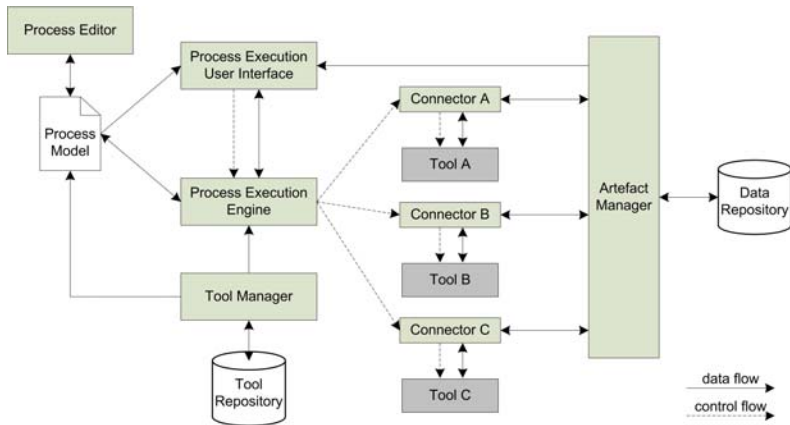 Process Editor
Process Execution
User Interface
Process
Model
Connector A
Tool A
Process Execution
Engine
Connector B
Tool B
Artefact
Manager
Data
Repository
Tool Manager
Connector C
Tool C
Tool
Repository
data flow
control flow